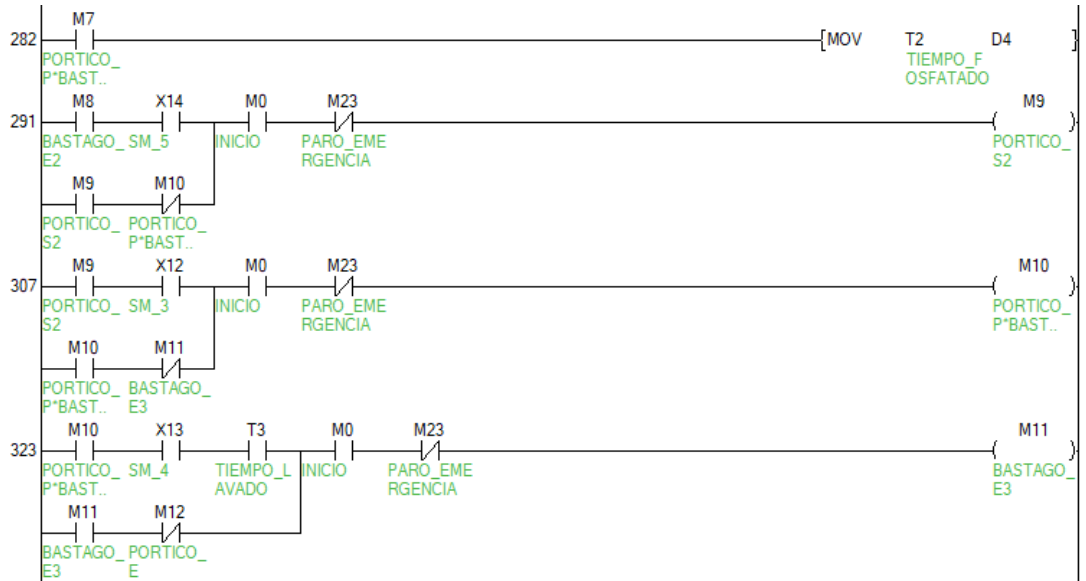 M7
282 [MOV T2 D4 ]
PORTICO_ TIEMPO_F
P*BAST.. OSFATADO
M8 X14 M0 M23 M9
291
BASTAGO_ SM_5 INICIO PARO_EME PORTICO_
E2 RGENCIA S2
M9 M10
PORTICO_ PORTICO_
S2 P*BAST..
M9 X12 M0 M23 M10
307
PORTICO_ SM_3 INICIO PARO_EME PORTICO_
S2 RGENCIA P*BAST..
M10 M11
PORTICO_ BASTAGO_
P*BAST.. E3
M10 X13 T3 M0 M23 M11
323
PORTICO_ SM_4 TIEMPO_L INICIO PARO_EME BASTAGO_
P*BAST.. AVADO RGENCIA E3
M11 M12
BASTAGO_ PORTICO_
E3 E